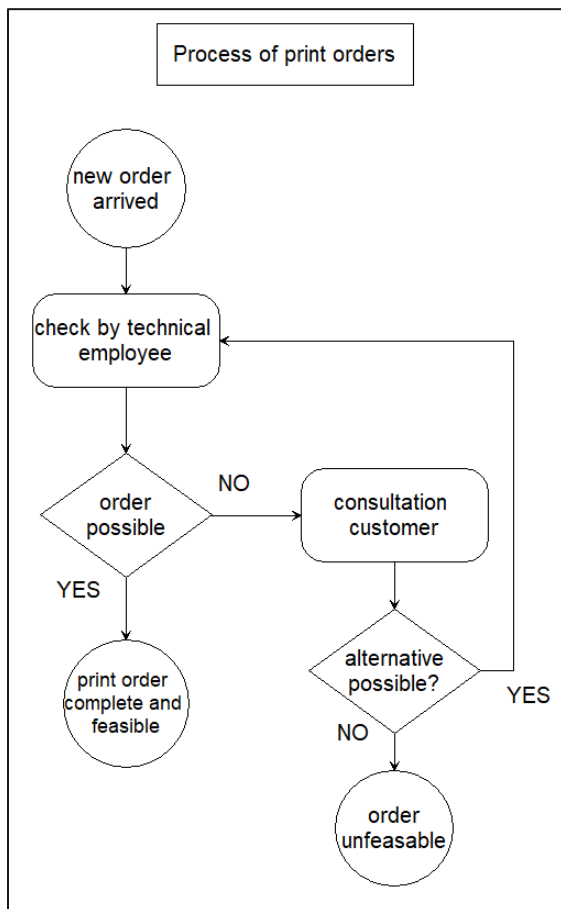 Process of print orders
new order
arrived
check by technical
employee
order
possible
NO
consultation
customer
YES
print order
complete and
feasible
alternative
possible?
YES
NO
order
unfeasable